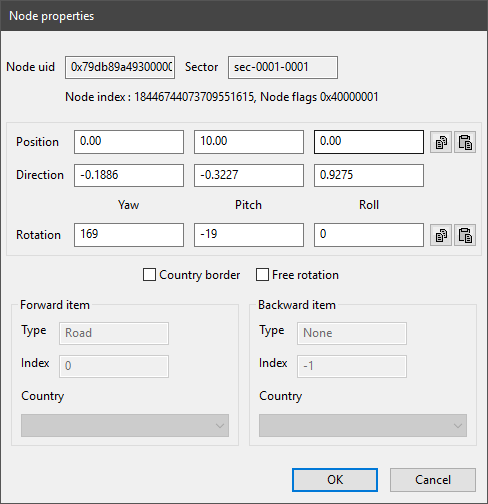 Node properties
Node uid 0x79db89a49300000 Sector sec-0001-0001
Node index : 18446744073709551615, Node flags 0x40000001
Position 0.00 10.00 0.00
Direction -0.1886 -0.3227 0.9275
Yaw Pitch Roll
Rotation 169 -19 0
Country border Free rotation
Forward item Backward item
Type Road Type None
Index 0 Index -1
Country Country
OK Cancel